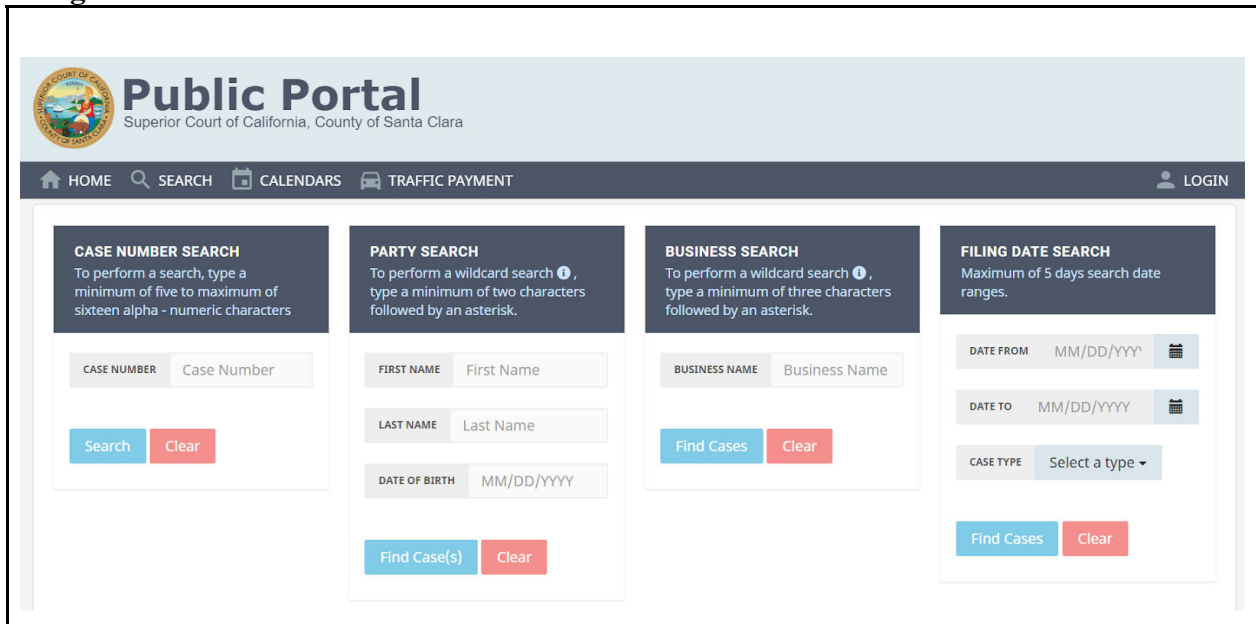 Public Portal
Superior Court of California, County of Santa Clara
HOME SEARCH CALENDARS TRAFFIC PAYMENT LOGIN
CASE NUMBER SEARCH
To perform a search, type a
minimum of five to maximum of
sixteen alpha - numeric characters
CASE NUMBER Case Number
Search Clear
PARTY SEARCH
To perform a wildcard search i ,
type a minimum of two characters
followed by an asterisk.
FIRST NAME First Name
LAST NAME Last Name
DATE OF BIRTH MM/DD/YYYY
Find Case(s) Clear
BUSINESS SEARCH
To perform a wildcard search i ,
type a minimum of three characters
followed by an asterisk.
BUSINESS NAME Business Name
Find Cases Clear
FILING DATE SEARCH
Maximum of 5 days search date
ranges.
DATE FROM MM/DD/YYY
DATE TO MM/DD/YYYY
CASE TYPE Select a type
Find Cases Clear